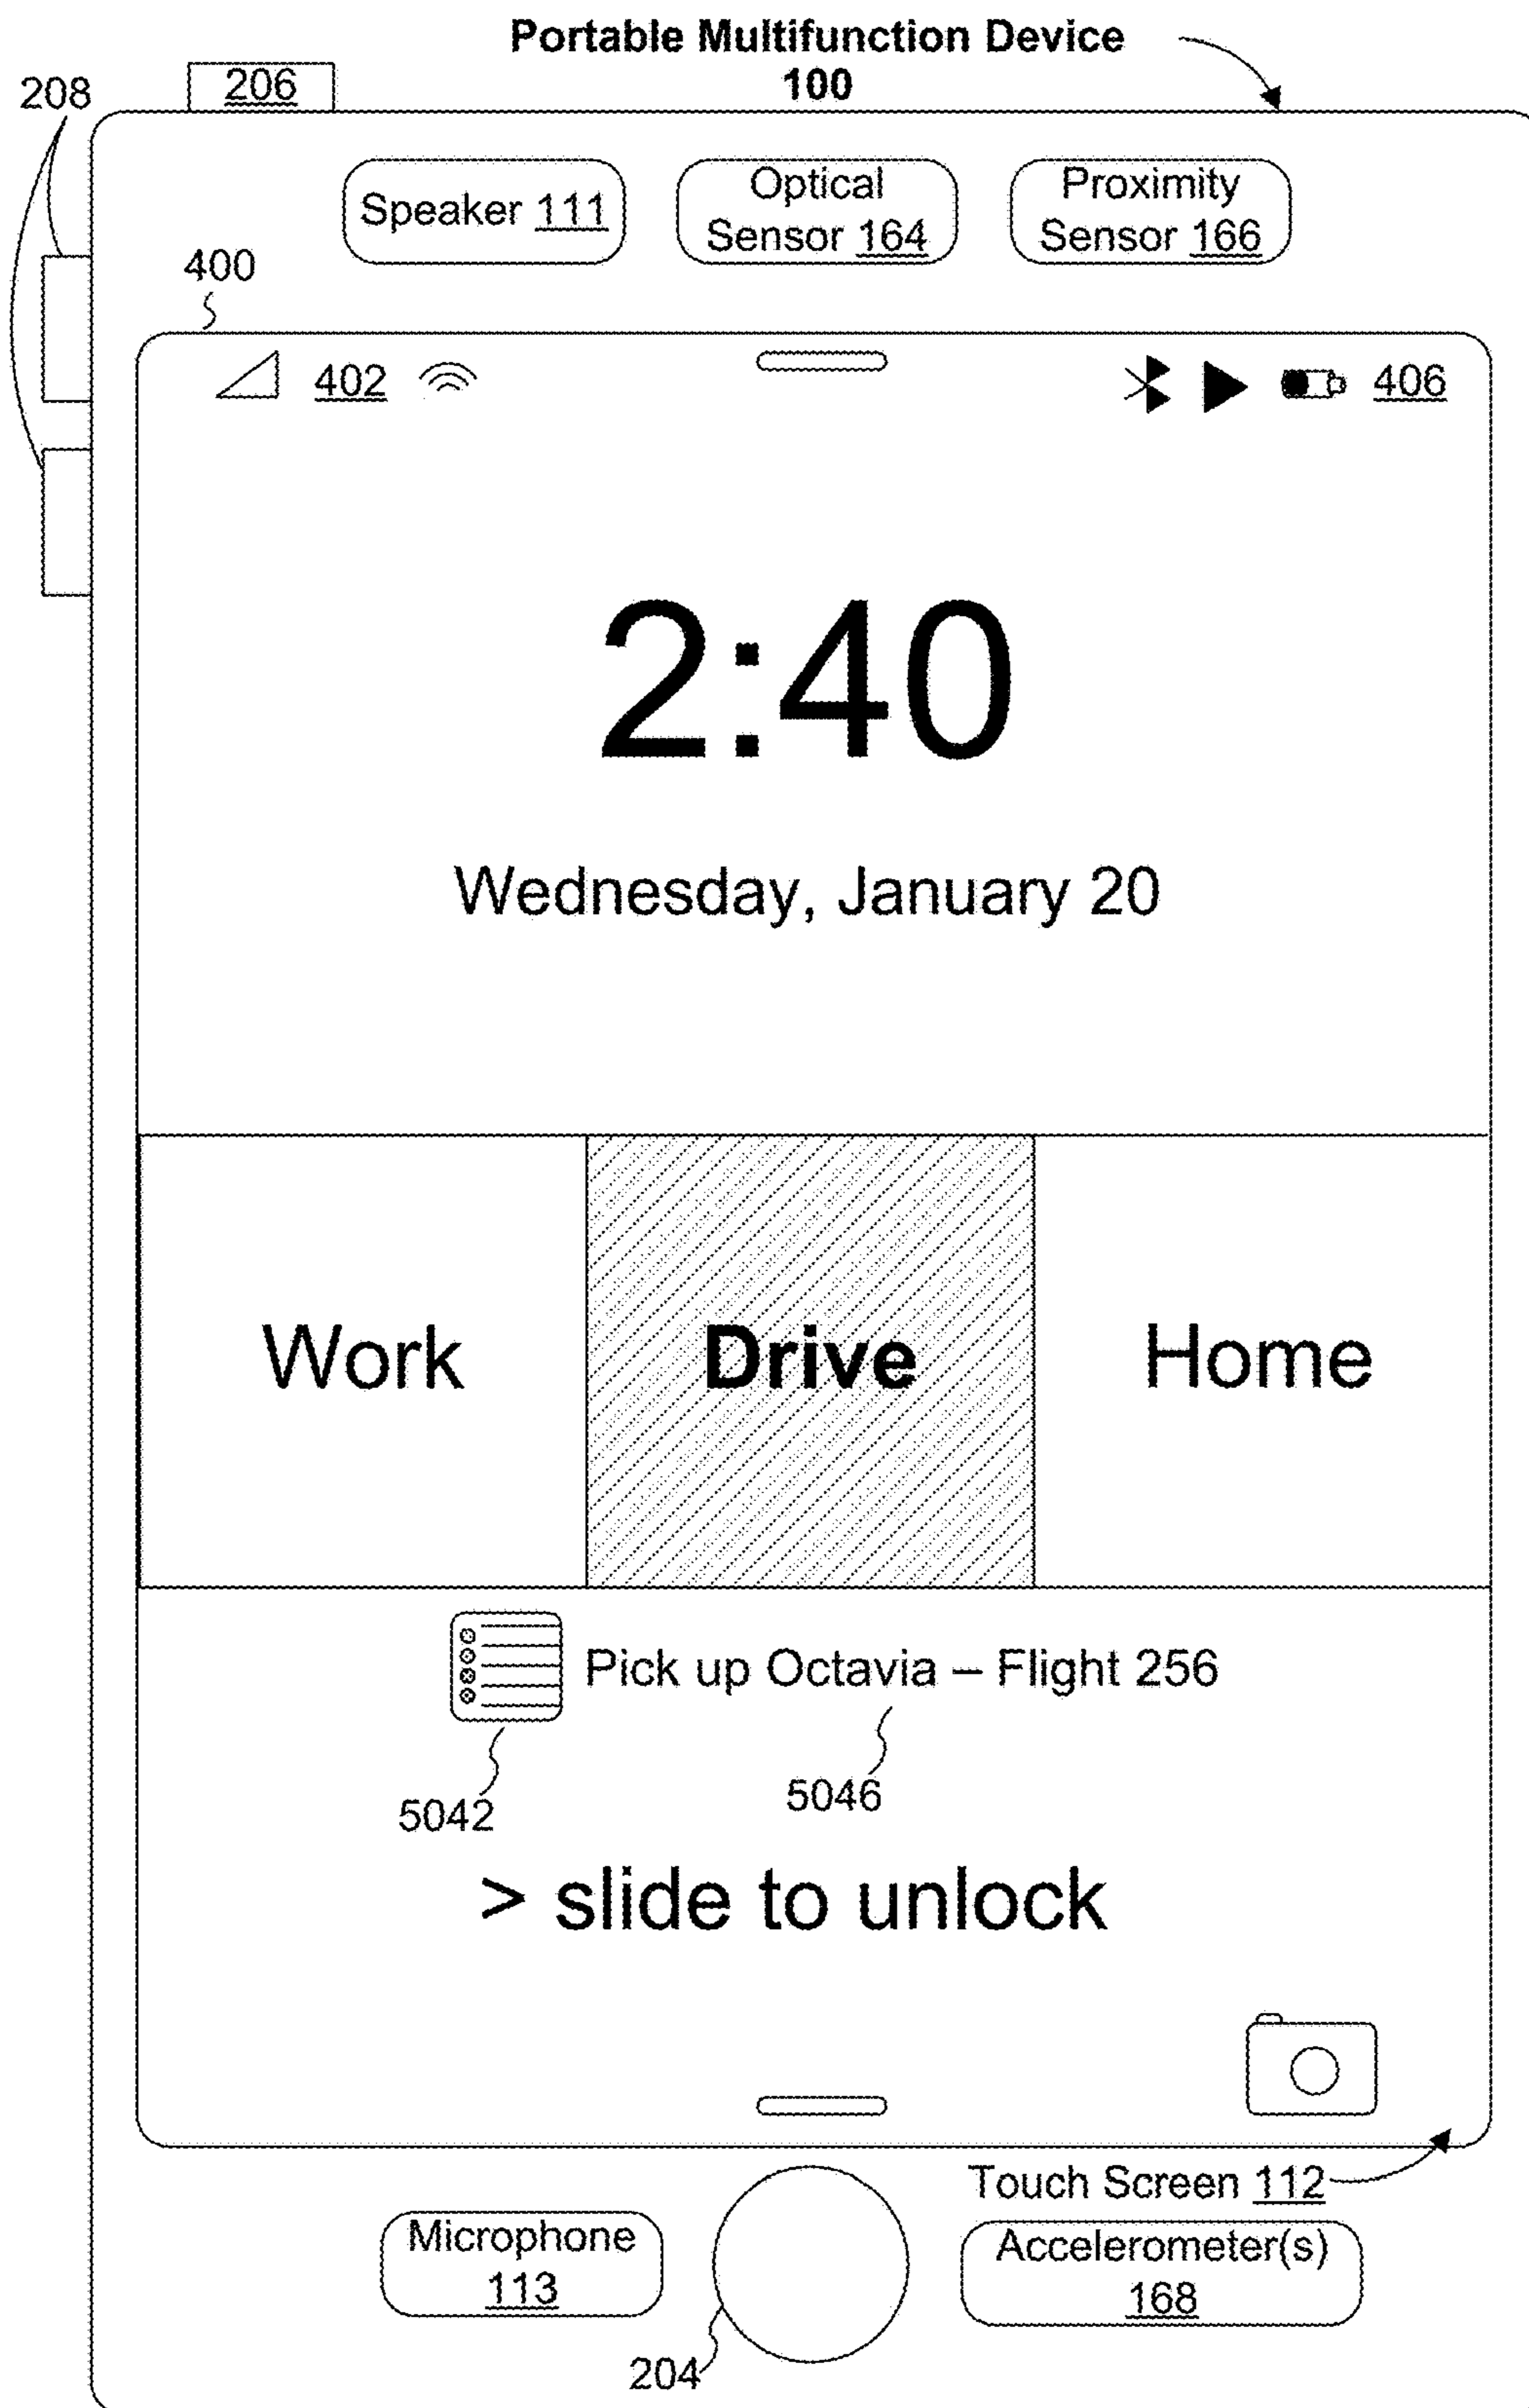 Portable Multifunction Device
100
208
206
Speaker 111
Optical
Sensor 164
Proximity
Sensor 166
400
402
406
2:40
Wednesday, January 20
Work
Drive
Home
Pick up Octavia – Flight 256
5042
5046
> slide to unlock
Touch Screen 112
Microphone
113
Accelerometer(s)
168
204